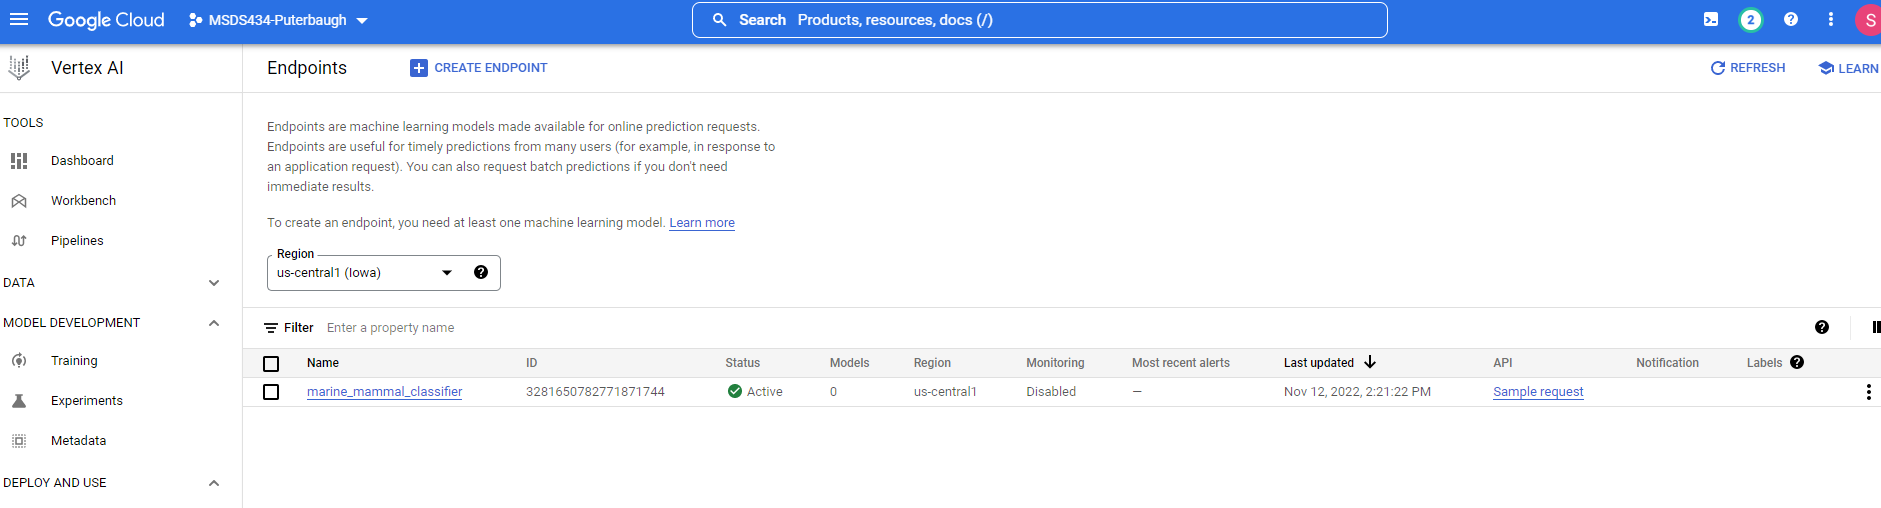 Google Cloud MSDS434-Puterbaugh Search Products, resources, docs (/) 2 S
Vertex AI Endpoints CREATE ENDPOINT REFRESH LEARN
TOOLS
Dashboard
Workbench
Pipelines
DATA
MODEL DEVELOPMENT
Training
Experiments
Metadata
DEPLOY AND USE
Endpoints are machine learning models made available for online prediction requests.
Endpoints are useful for timely predictions from many users (for example, in response to
an application request). You can also request batch predictions if you don't need
immediate results.
To create an endpoint, you need at least one machine learning model. Learn more
Region
us-central1 (Iowa)
Filter Enter a property name
Name ID Status Models Region Monitoring Most recent alerts Last updated API Notification Labels
marine_mammal_classifier 3281650782771871744 Active 0 us-central1 Disabled — Nov 12, 2022, 2:21:22 PM Sample request